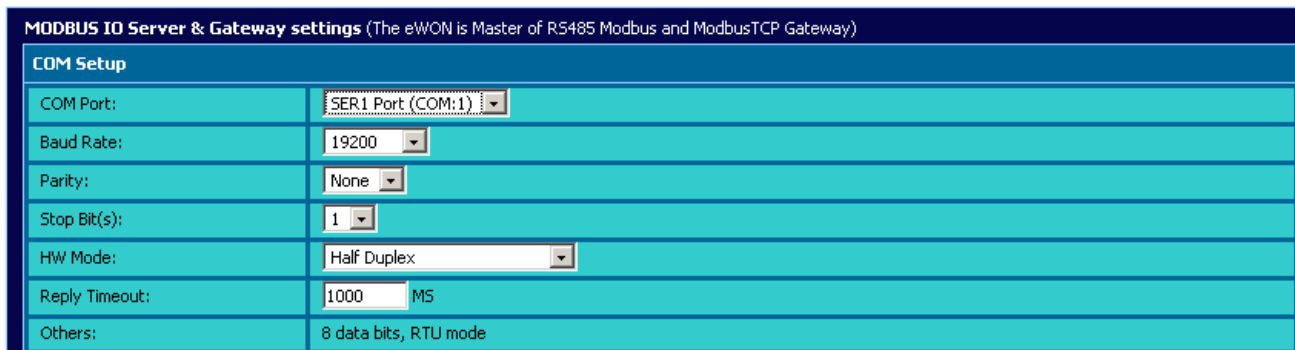 MODBUS IO Server & Gateway settings (The eWON is Master of RS485 Modbus and ModbusTCP Gateway)
COM Setup
COM Port: SER1 Port (COM:1)
Baud Rate: 19200
Parity: None
Stop Bit(s): 1
HW Mode: Half Duplex
Reply Timeout: 1000 MS
Others: 8 data bits, RTU mode